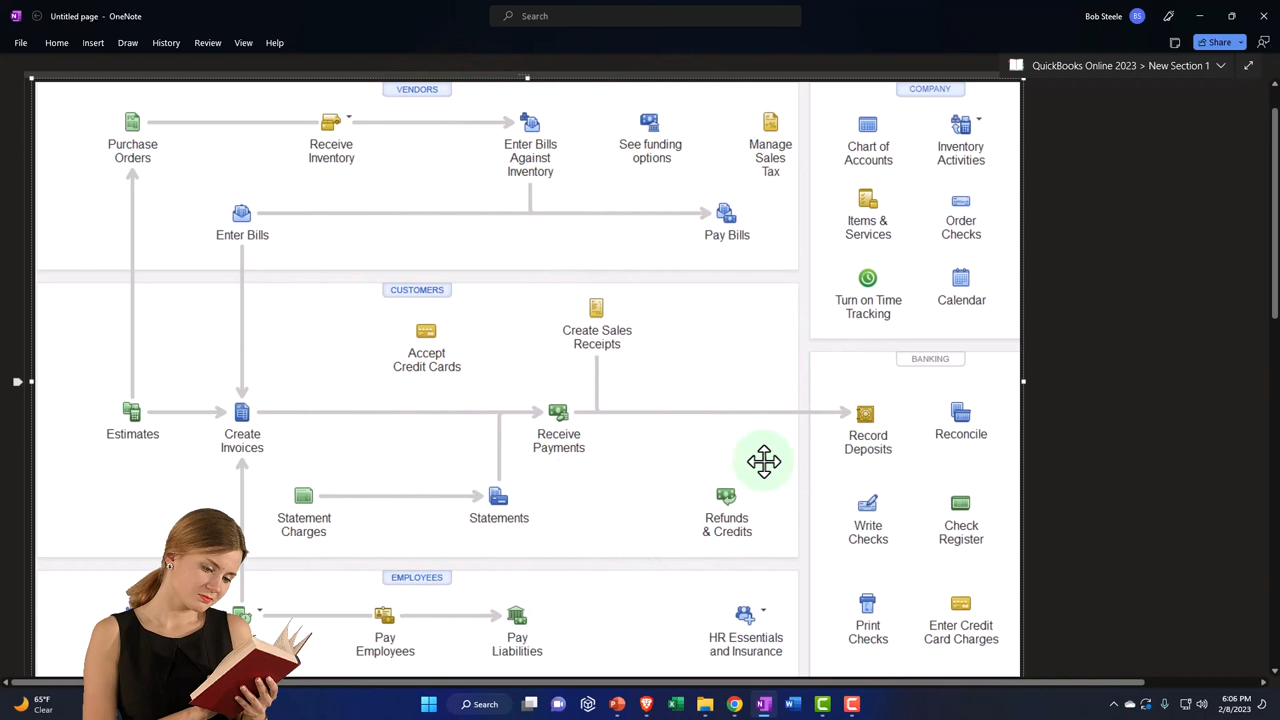 Untitled page - OneNote
Search
Bob Steele
BS
File
Home
Insert
Draw
History
Review
View
Help
Share
QuickBooks Online 2023 > New Section 1
VENDORS
COMPANY
Purchase
Orders
Receive
Inventory
Enter Bills
Against
Inventory
See funding
options
Manage
Sales
Tax
Chart of
Accounts
Inventory
Activities
Enter Bills
Pay Bills
Items &
Services
Order
Checks
Turn on Time
Tracking
Calendar
CUSTOMERS
Accept
Credit Cards
Create Sales
Receipts
BANKING
Estimates
Create
Invoices
Receive
Payments
Record
Deposits
Reconcile
Statement
Charges
Statements
Refunds
& Credits
Write
Checks
Check
Register
EMPLOYEES
Pay
Employees
Pay
Liabilities
HR Essentials
and Insurance
Print
Checks
Enter Credit
Card Charges
65°F
Clear
Search
6:06 PM
2/8/2023